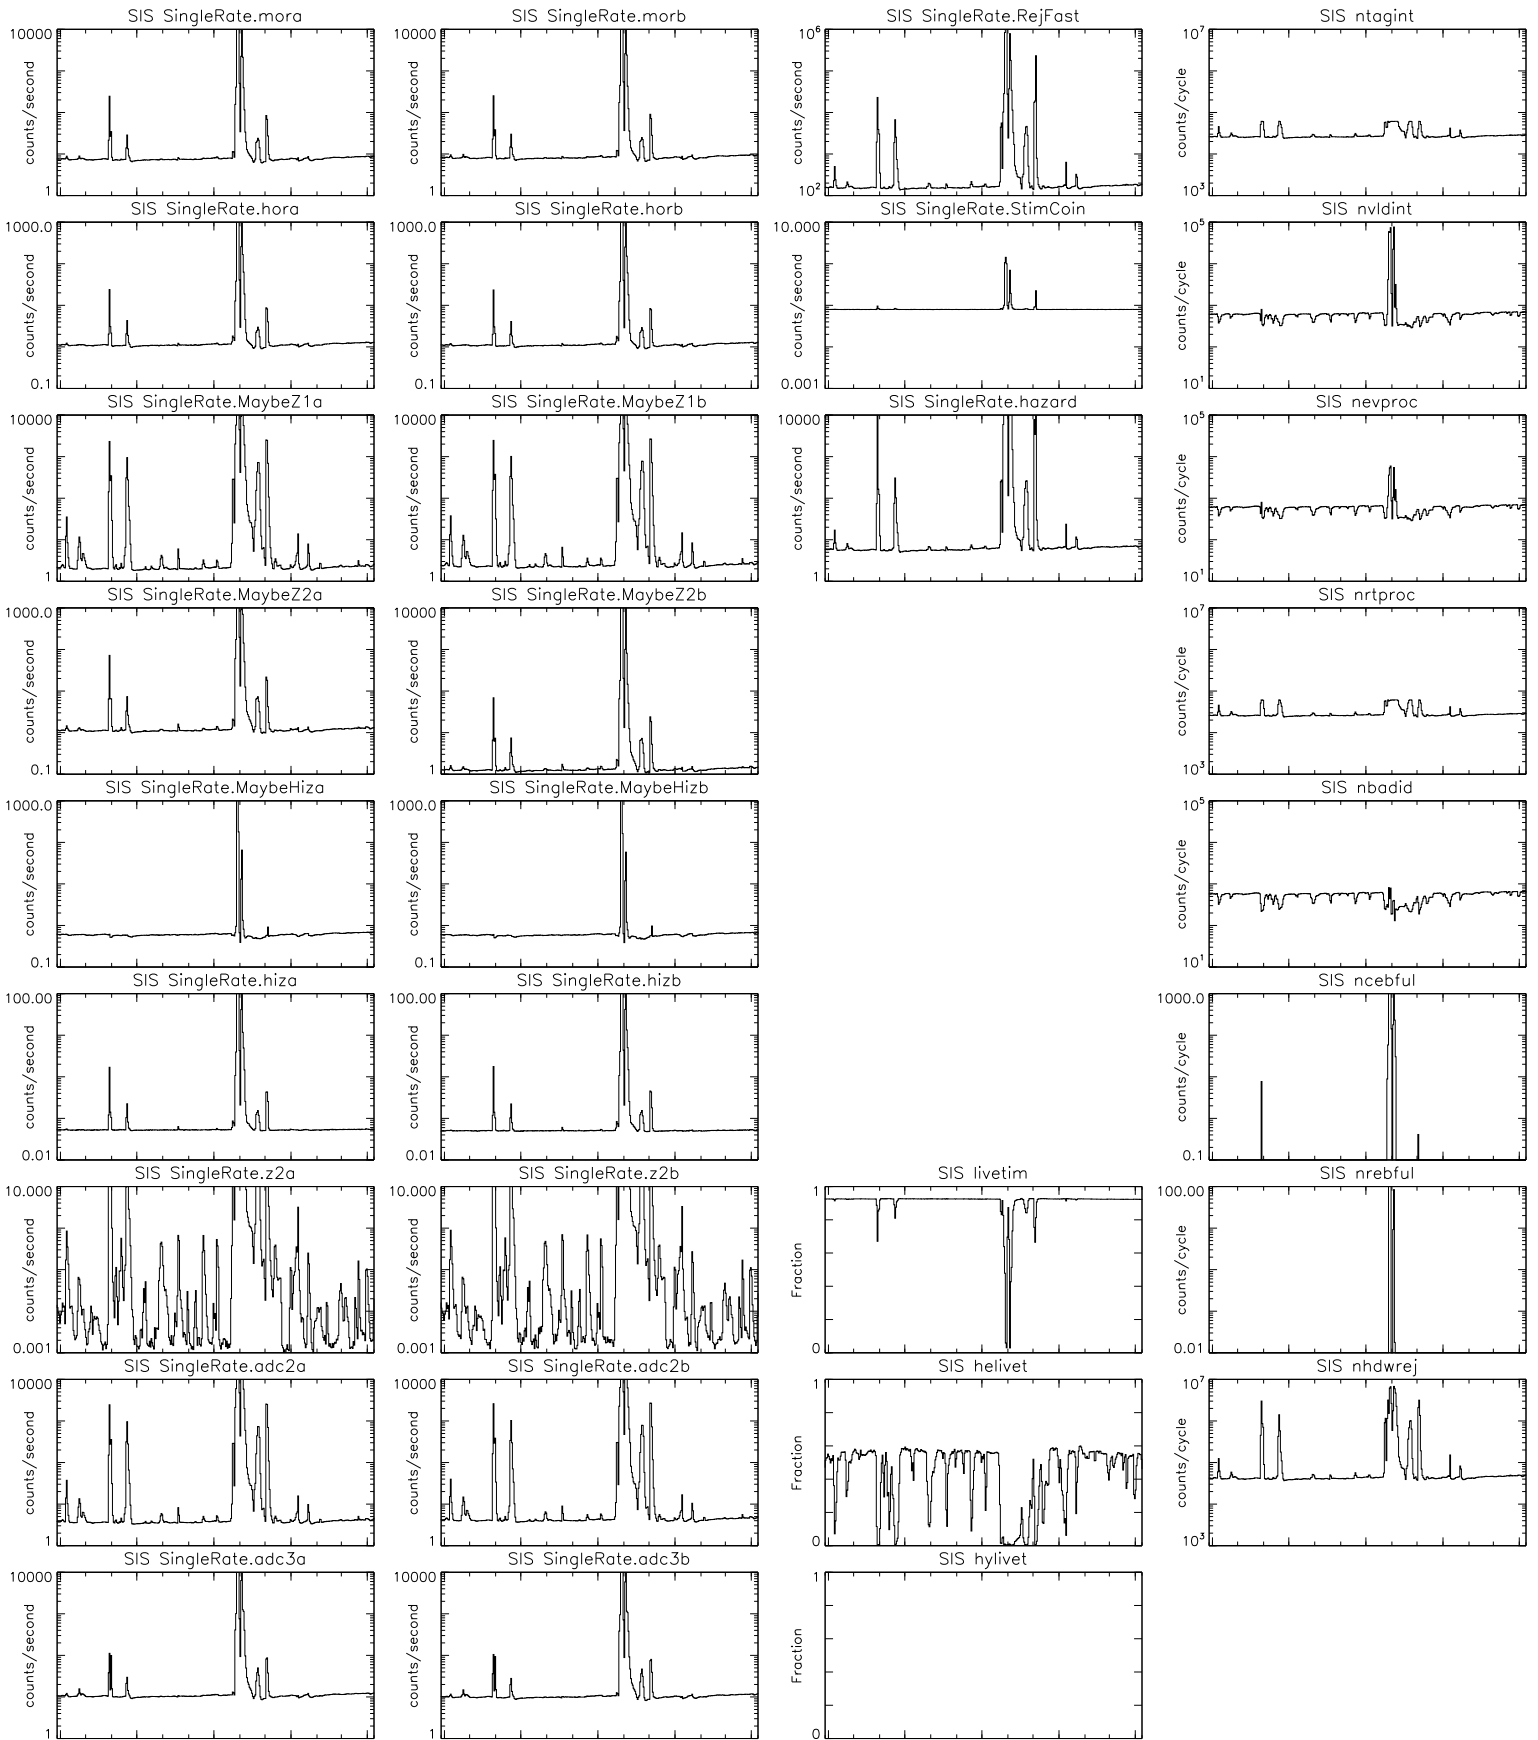 SIS SingleRate.mora
SIS SingleRate.morb
SIS SingleRate.RejFast
SIS ntagint
10000
counts/second
1
10000
counts/second
1
10^6
counts/second
10^2
10^7
counts/cycle
10^3
SIS SingleRate.hora
SIS SingleRate.horb
SIS SingleRate.StimCoin
SIS nvldint
1000.0
counts/second
0.1
1000.0
counts/second
0.1
10.000
counts/second
0.001
10^5
counts/cycle
10^1
SIS SingleRate.MaybeZ1a
SIS SingleRate.MaybeZ1b
SIS SingleRate.hazard
SIS nevproc
10000
counts/second
1
10000
counts/second
1
10000
counts/second
1
10^5
counts/cycle
10^1
SIS SingleRate.MaybeZ2a
SIS SingleRate.MaybeZ2b
SIS nrtproc
1000.0
counts/second
0.1
10000
counts/second
1
10^7
counts/cycle
10^3
SIS SingleRate.MaybeHiza
SIS SingleRate.MaybeHizb
SIS nbadid
1000.0
counts/second
0.1
1000.0
counts/second
0.1
10^5
counts/cycle
10^1
SIS SingleRate.hiza
SIS SingleRate.hizb
SIS ncebful
100.00
counts/second
0.01
100.00
counts/second
0.01
1000.0
counts/cycle
0.1
SIS SingleRate.z2a
SIS SingleRate.z2b
SIS livetim
SIS nrebful
10.000
counts/second
0.001
10.000
counts/second
0.001
1
Fraction
0
100.00
counts/cycle
0.01
SIS SingleRate.adc2a
SIS SingleRate.adc2b
SIS helivet
SIS nhdwrej
10000
counts/second
1
10000
counts/second
1
1
Fraction
0
10^7
counts/cycle
10^3
SIS SingleRate.adc3a
SIS SingleRate.adc3b
SIS hylivet
10000
counts/second
1
10000
counts/second
1
1
Fraction
0